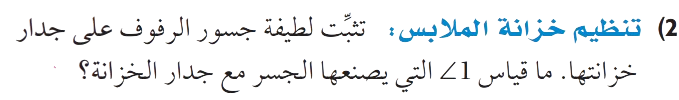 2) تنظيم خزانة الملابس: تثبِّت لطيفة جسور الرفوف على جدار
خزانتها. ما قياس 1∠ التي يصنعها الجسر مع جدار الخزانة؟